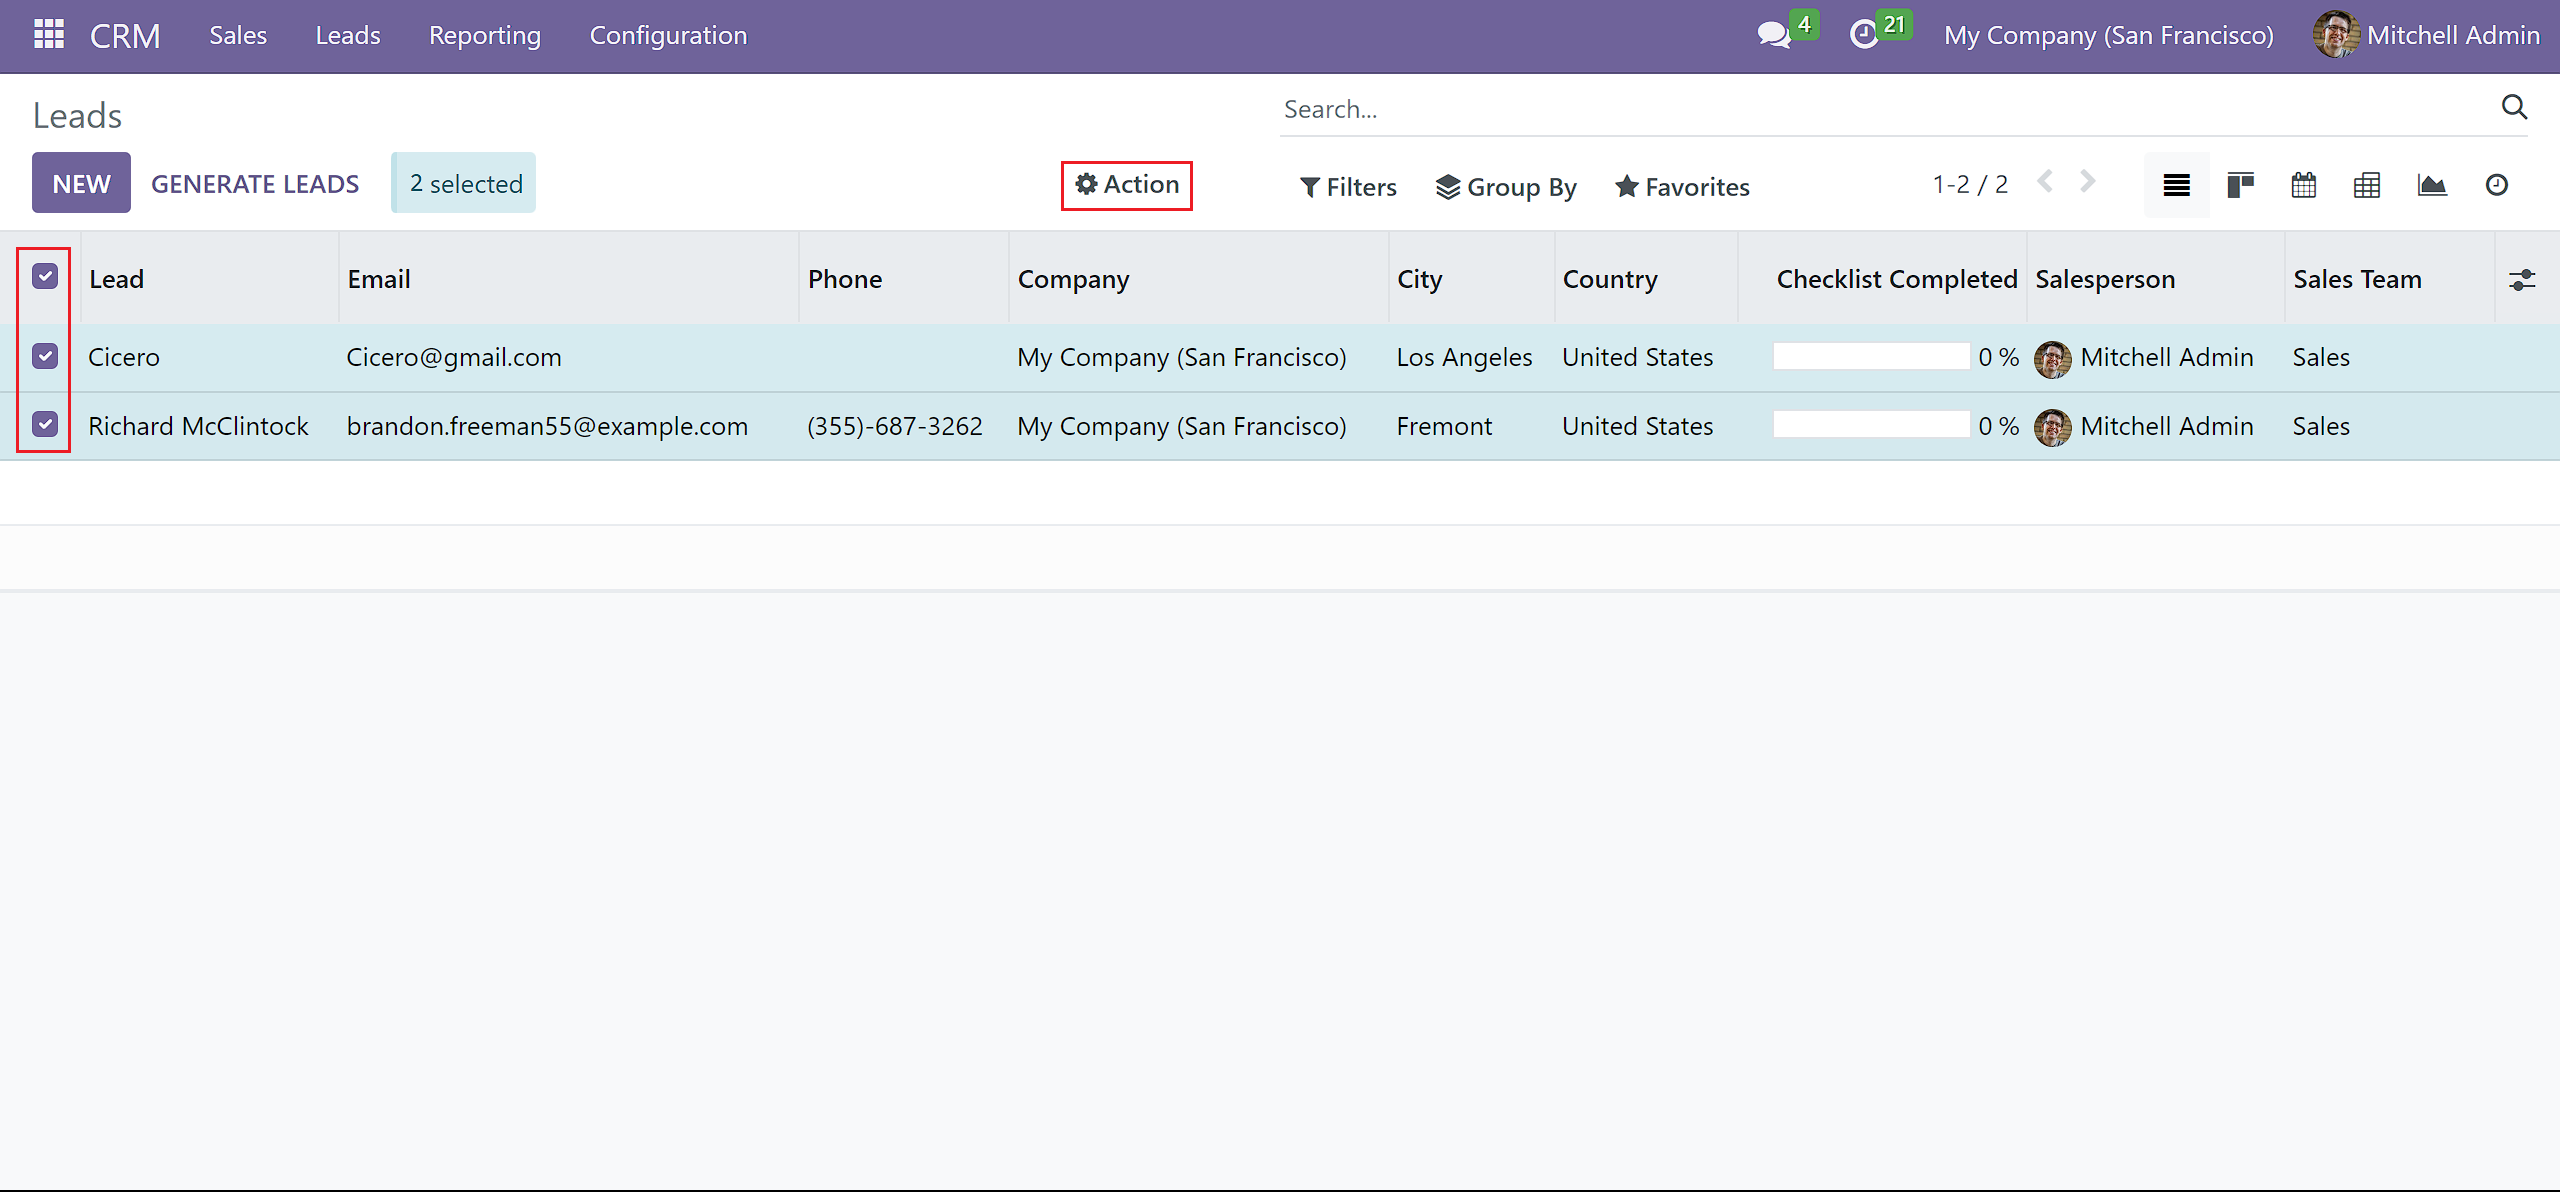 CRM Sales Leads Reporting Configuration 4 21 My Company (San Francisco) Mitchell Admin
Leads Search...
NEW GENERATE LEADS 2 selected Action Filters Group By Favorites 1-2 / 2
Lead Email Phone Company City Country Checklist Completed Salesperson Sales Team
Cicero Cicero@gmail.com My Company (San Francisco) Los Angeles United States 0 % Mitchell Admin Sales
Richard McClintock brandon.freeman55@example.com (355)-687-3262 My Company (San Francisco) Fremont United States 0 % Mitchell Admin Sales